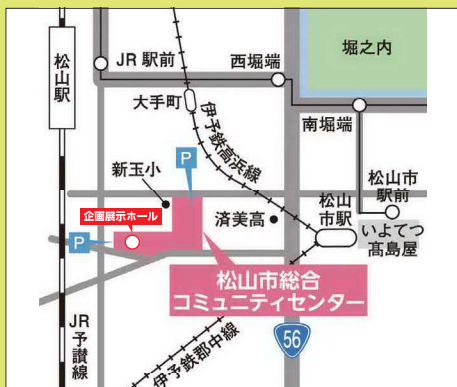 堀之内
JR 駅前
西堀端
松山駅
大手町
南堀端
伊予鉄高浜線
P
新玉小
松山市駅前
松山
市駅
企画展示ホール
済美高
いよてつ
髙島屋
P
松山市総合
コミュニティセンター
JR予讃線
56
伊予鉄郡中線